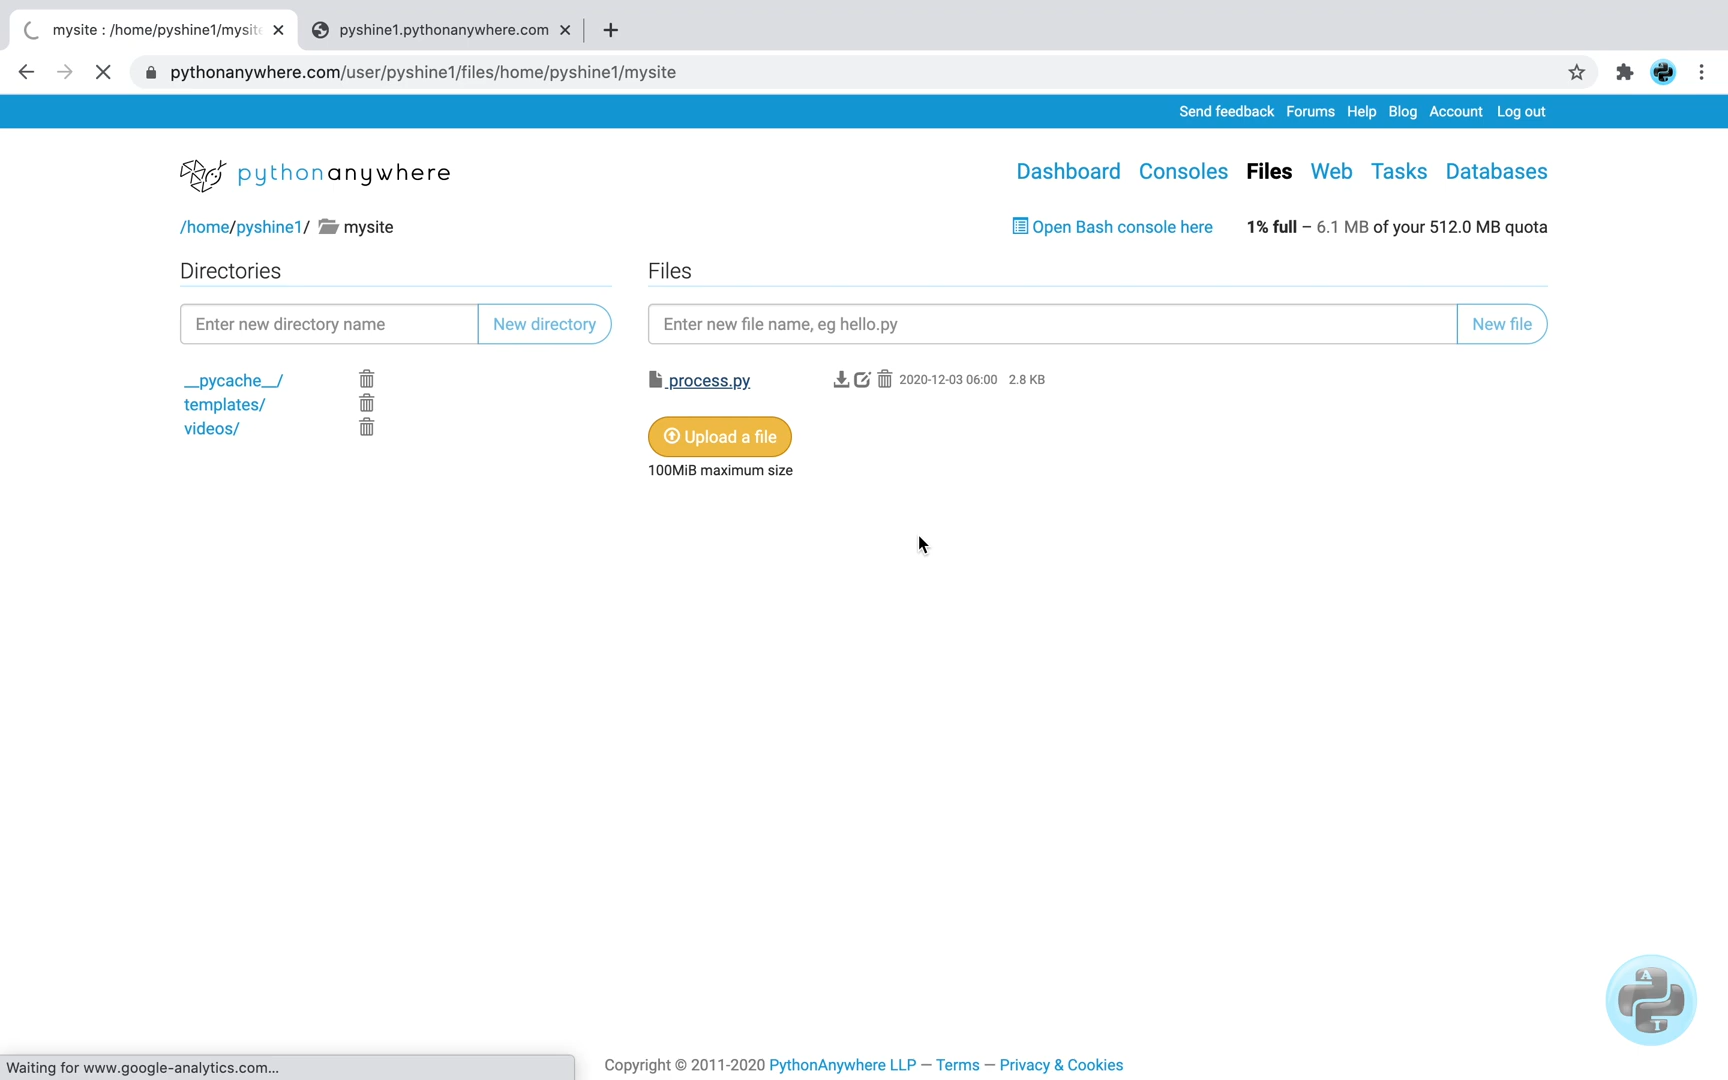 mysite : /home/pyshine1/mysite
pyshine1.pythonanywhere.com
pythonanywhere.com/user/pyshine1/files/home/pyshine1/mysite
Send feedback Forums Help Blog Account Log out
pythonanywhere
Dashboard Consoles Files Web Tasks Databases
/home/pyshine1/ mysite
Open Bash console here
1% full – 6.1 MB of your 512.0 MB quota
Directories
Files
Enter new directory name
New directory
Enter new file name, eg hello.py
New file
__pycache__/
templates/
videos/
process.py
2020-12-03 06:00 2.8 KB
Upload a file
100MiB maximum size
A
T
Waiting for www.google-analytics.com...
Copyright © 2011-2020 PythonAnywhere LLP — Terms — Privacy & Cookies